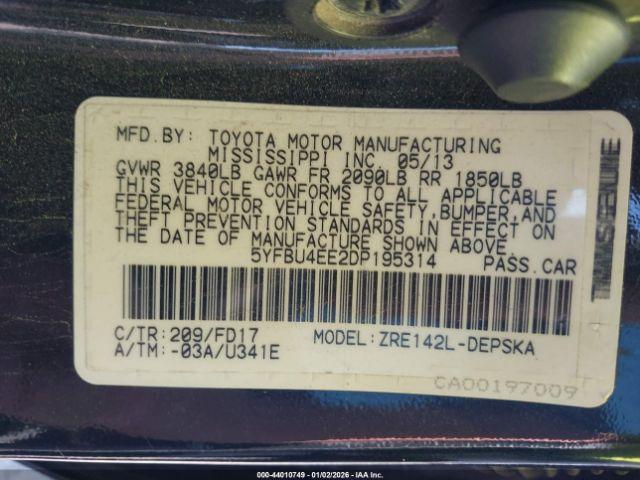 MFD.BY: TOYOTA MOTOR MANUFACTURING
MISSISSIPPI INC. 05/13
GVWR 3840LB GAWR FR 2090LB RR 1850LB
THIS VEHICLE CONFORMS TO ALL APPLICABLE
FEDERAL MOTOR VEHICLE SAFETY, BUMPER, AND
THEFT PREVENTION STANDARDS IN EFFECT ON
THE DATE OF MANUFACTURE SHOWN ABOVE.
5YFBU4EE2DP195314 PASS.CAR
C/TR: 209/FD17 MODEL: ZRE142L-DEPSKA
A/TM: -03A/U341E
CA00197009
000-44010749 - 01/02/2026 - IAAI.com